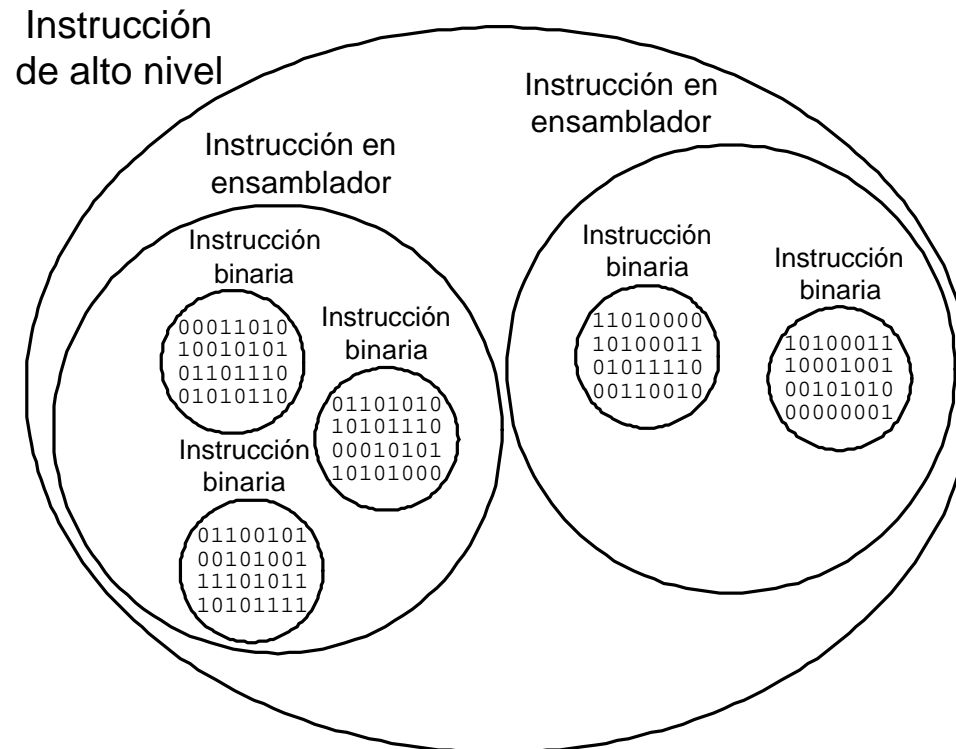 Instrucción
de alto nivel
Instrucción en
ensamblador
Instrucción
binaria
00011010
10010101
01101110
01010110
Instrucción
binaria
01101010
10101110
00010101
10101000
Instrucción
binaria
01100101
00101001
11101011
10101111
Instrucción en
ensamblador
Instrucción
binaria
11010000
10100011
01011110
00110010
Instrucción
binaria
10100011
10001001
00101010
00000001